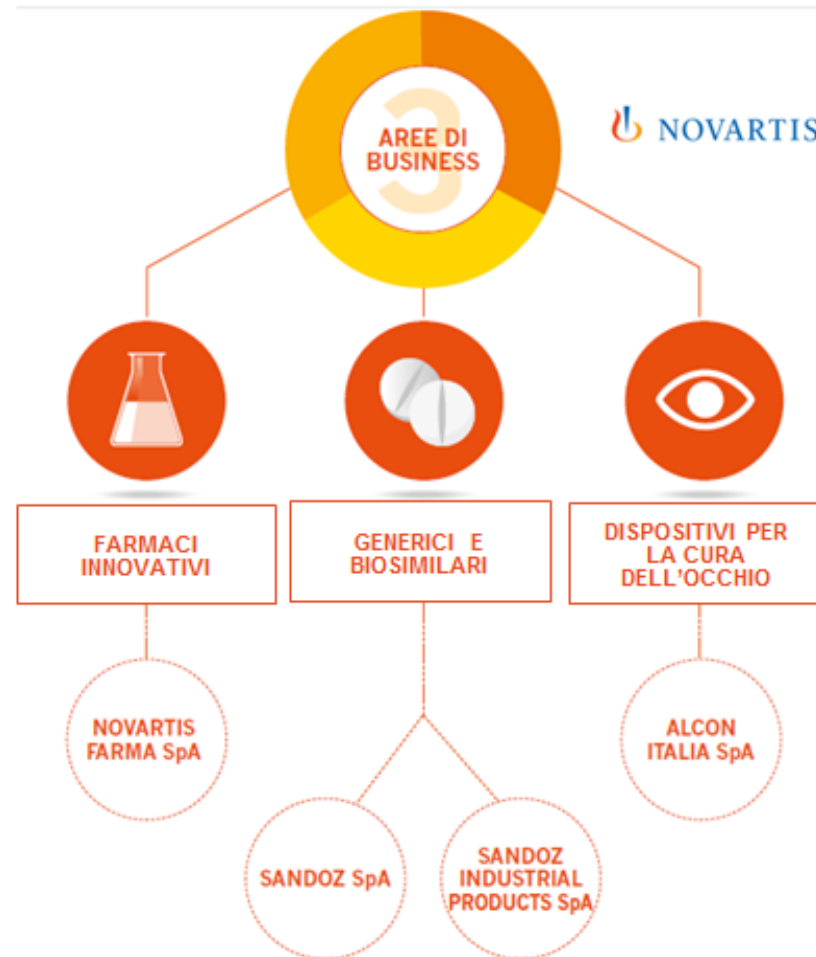 3
AREE DI
BUSINESS
NOVARTIS
FARMACI
INNOVATIVI
GENERICI E
BIOSIMILARI
DISPOSITIVI PER
LA CURA
DELL'OCCHIO
NOVARTIS
FARMA SpA
ALCON
ITALIA SpA
SANDOZ SpA
SANDOZ
INDUSTRIAL
PRODUCTS SpA